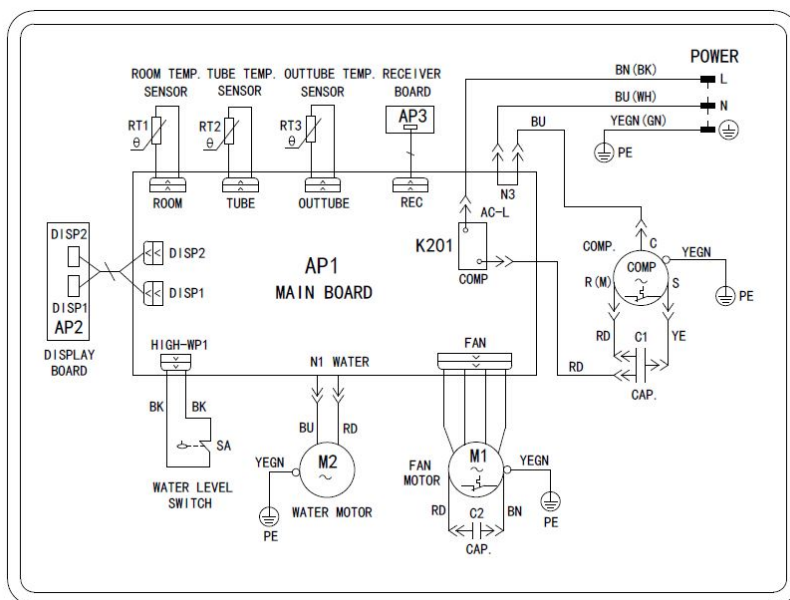 POWER
BN(BK)
L
BU(WH)
N
YEGN(GN)
PE
ROOM TEMP. TUBE TEMP. OUTTUBE TEMP. RECEIVER
SENSOR SENSOR SENSOR BOARD
AP3
RT1
θ
RT2
θ
RT3
θ
BU
ROOM
TUBE
OUTTUBE
REC
N3
AC-L
K201
COMP
AP1
MAIN BOARD
DISP2
DISP1
AP2
DISPLAY
BOARD
DISP2
DISP1
COMP.
C
COMP
YEGN
PE
R(M)
S
RD
C1
YE
RD
CAP.
HIGH-WP1
N1 WATER
FAN
BK
BK
SA
WATER LEVEL
SWITCH
BU
RD
YEGN
M2
~
WATER MOTOR
PE
FAN
MOTOR
M1
~
YEGN
PE
RD
C2
BN
CAP.